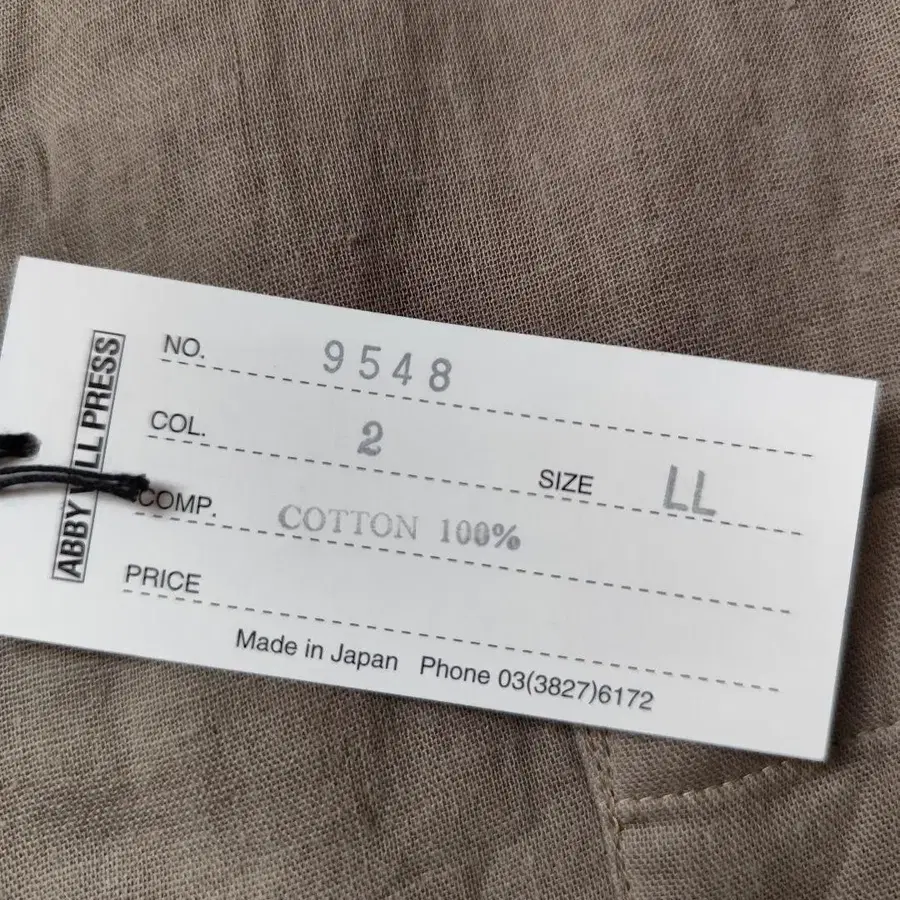 ABBY WILL PRESS
NO. 9548
COL. 2 SIZE LL
COMP. COTTON 100%
PRICE
Made in Japan Phone 03(3827)6172